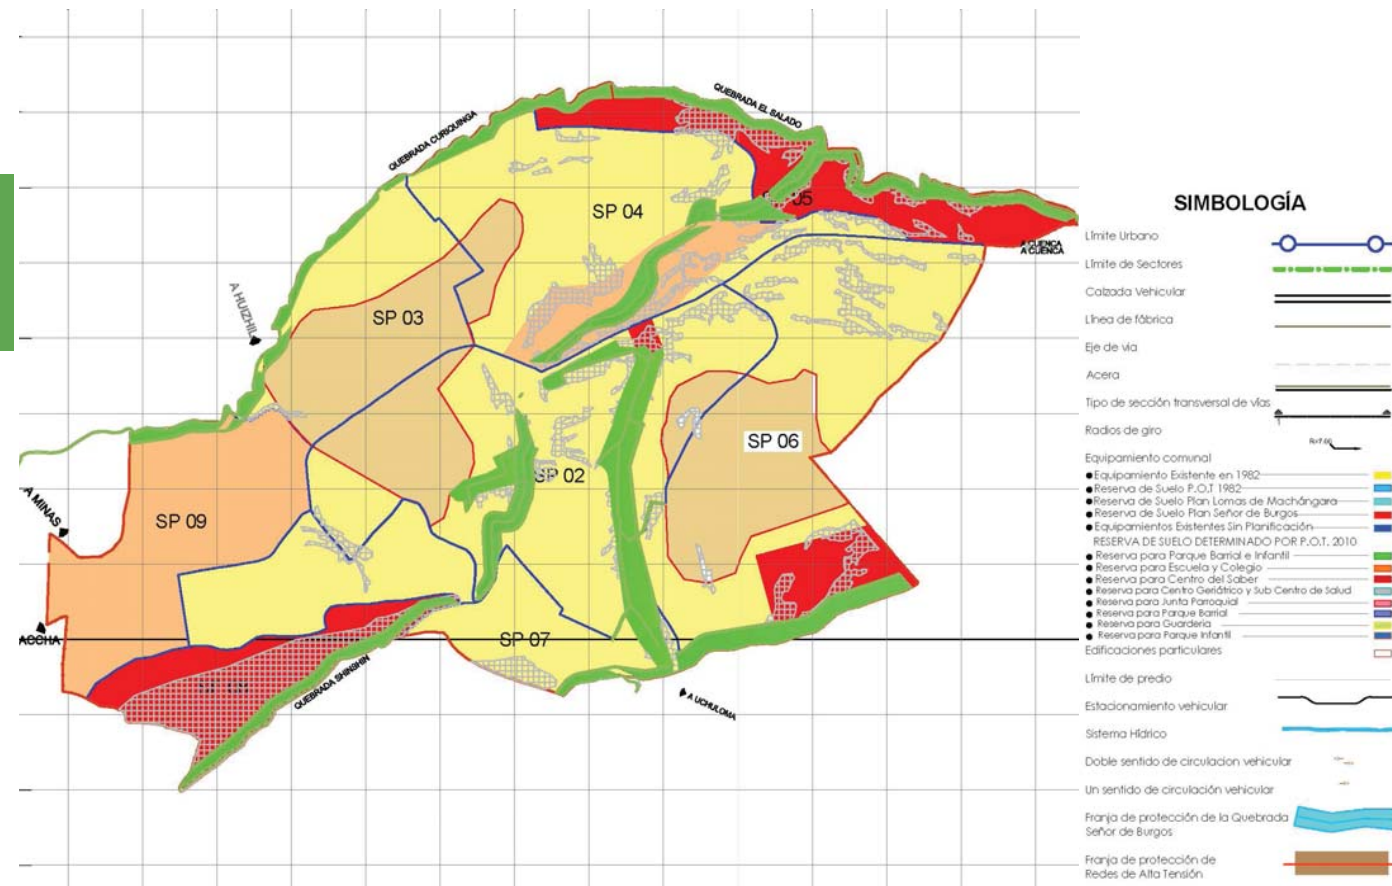 QUEBRADA EL SALADO
QUEBRADA CURIQUINGA
SP 04
SP 05
A CUENCA
A CUENCA
A HUIZHIL
SP 03
SP 06
SP 02
SP 09
A MINAS
ACCHA
SP 07
QUEBRADA SHINSHIN
A UCHULOMA
SIMBOLOGÍA
Límite Urbano
Límite de Sectores
Calzada Vehicular
Línea de fábrica
Eje de via
Acera
Tipo de sección transversal de vías
Radios de giro
Equipamiento comunal
Equipamiento Existente en 1982
Reserva de Suelo P.O.T 1982
Reserva de Suelo Plan Lomas de Machángara
Reserva de Suelo Plan Señor de Burgos
Equipamientos Existentes Sin Planificación
RESERVA DE SUELO DETERMINADO POR P.O.T. 2010
Reserva para Parque Barrial e Infantil
Reserva para Escuela y Colegio
Reserva para Centro del Saber
Reserva para Centro Geriátrico y Sub Centro de Salud
Reserva para Junta Parroquial
Reserva para Parque Barrial
Reserva para Guarderia
Reserva para Parque Infantil
Edificaciones particulares
Límite de predio
Estacionamiento vehicular
Sistema Hídrico
Doble sentido de circulacion vehicular
Un sentido de circulación vehicular
Franja de protección de la Quebrada
Señor de Burgos
Franja de protección de
Redes de Alta Tensión